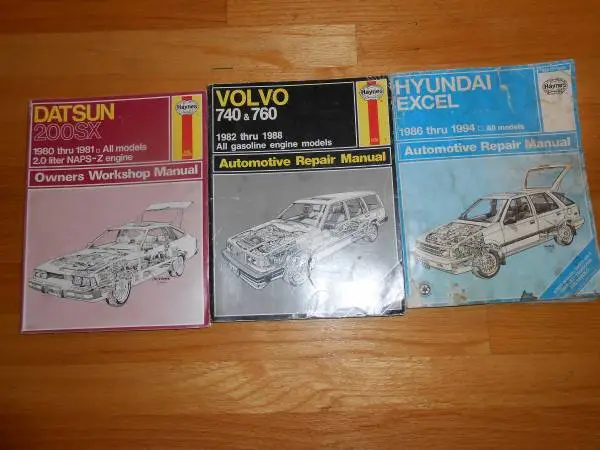 DATSUN
200SX
Haynes
1980 thru 1981 □ All models
2.0 liter NAPS-Z engine
Owners Workshop Manual
VOLVO
740 & 760
Haynes
1982 thru 1988
All gasoline engine models
Automotive Repair Manual
HYUNDAI
EXCEL
Haynes
1986 thru 1994 □ All models
Automotive Repair Manual